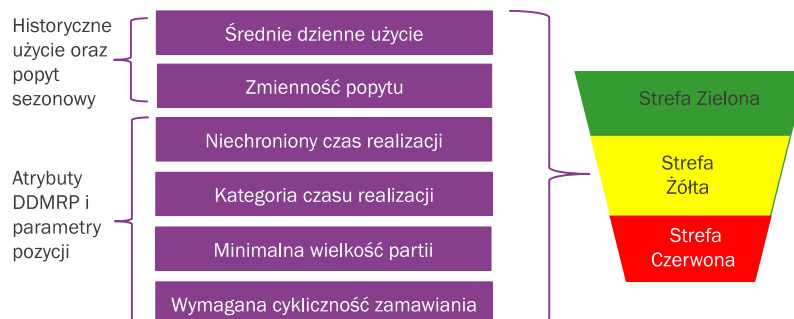 Historyczne
użycie oraz
popyt
sezonowy
Średnie dzienne użycie
Zmienność popytu
Atrybuty
DDMRP i
parametry
pozycji
Niechroniony czas realizacji
Kategoria czasu realizacji
Minimalna wielkość partii
Wymagana cykliczność zamawiania
Strefa Zielona
Strefa
Żółta
Strefa
Czerwona